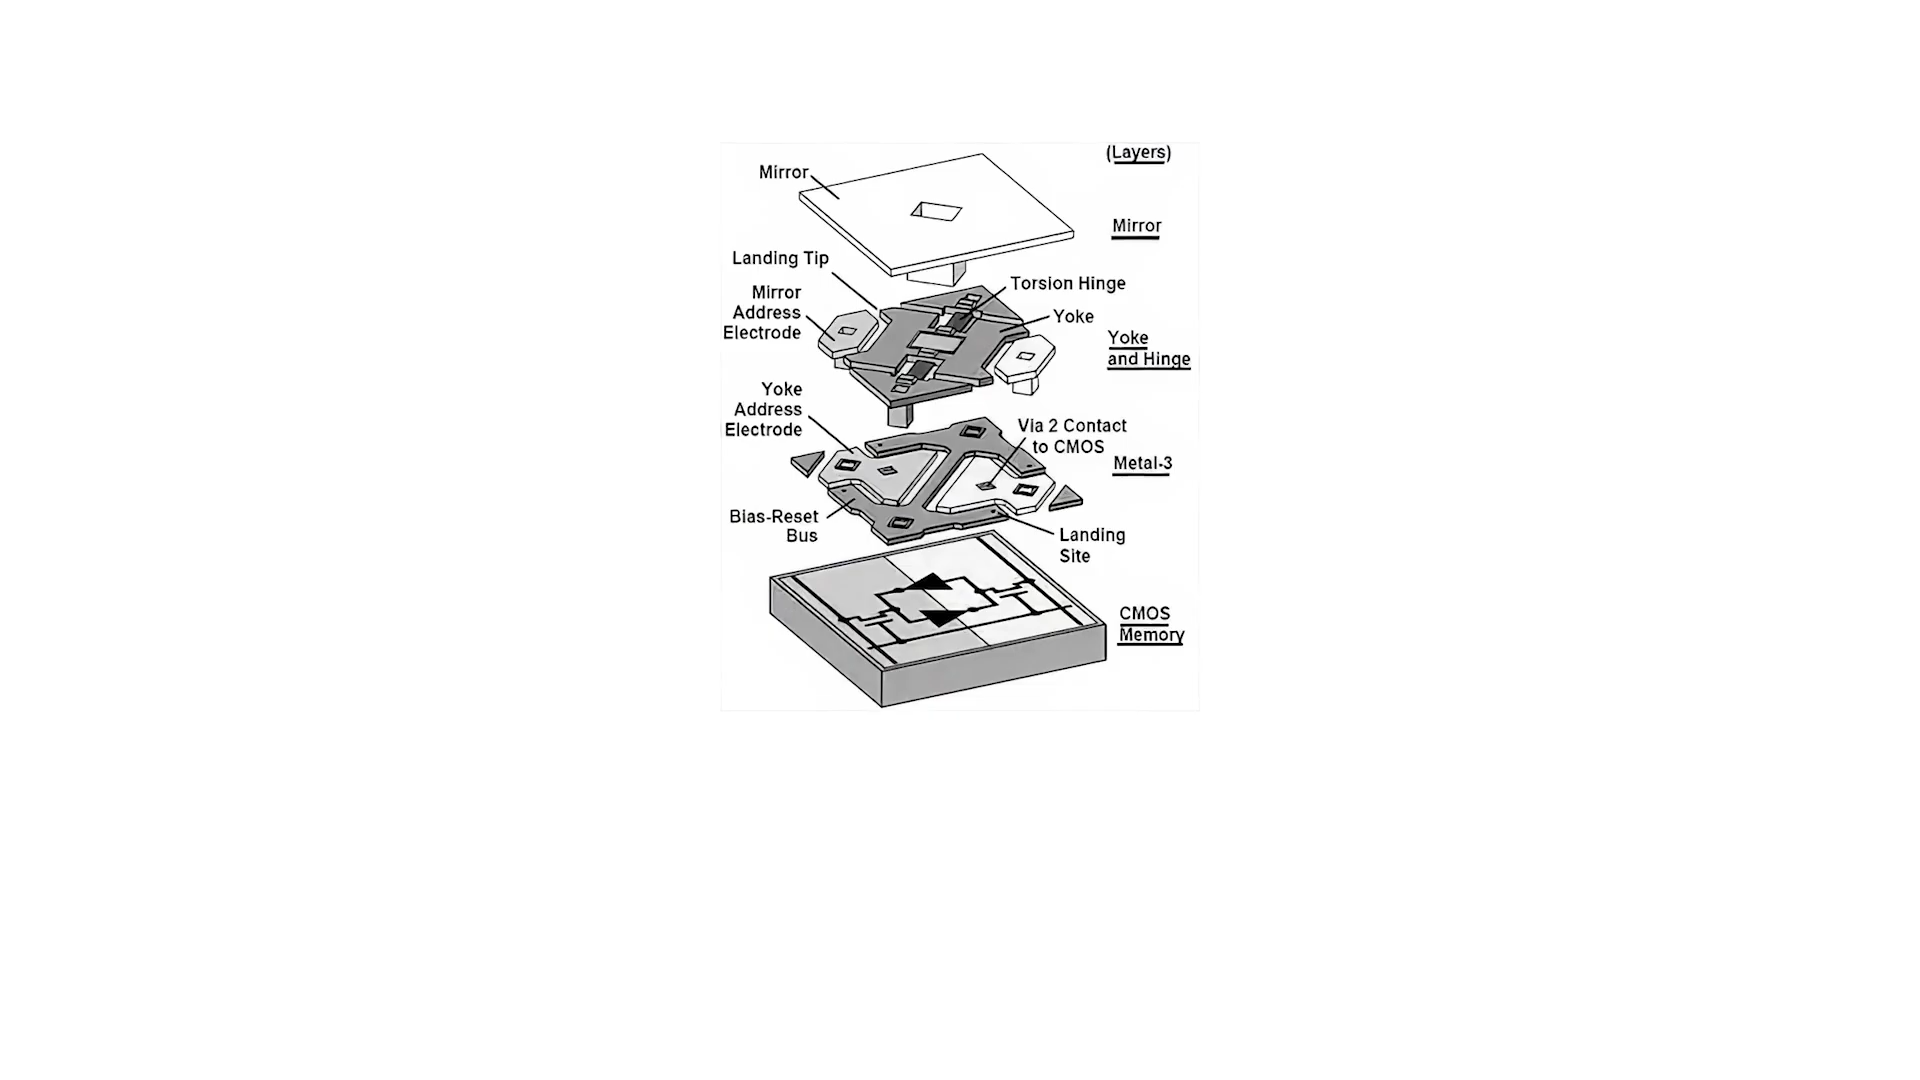 (Layers)
Mirror
Mirror
Landing Tip
Torsion Hinge
Mirror
Address
Electrode
Yoke
Yoke
and Hinge
Yoke
Address
Electrode
Via 2 Contact
to CMOS
Metal-3
Bias-Reset
Bus
Landing
Site
CMOS
Memory